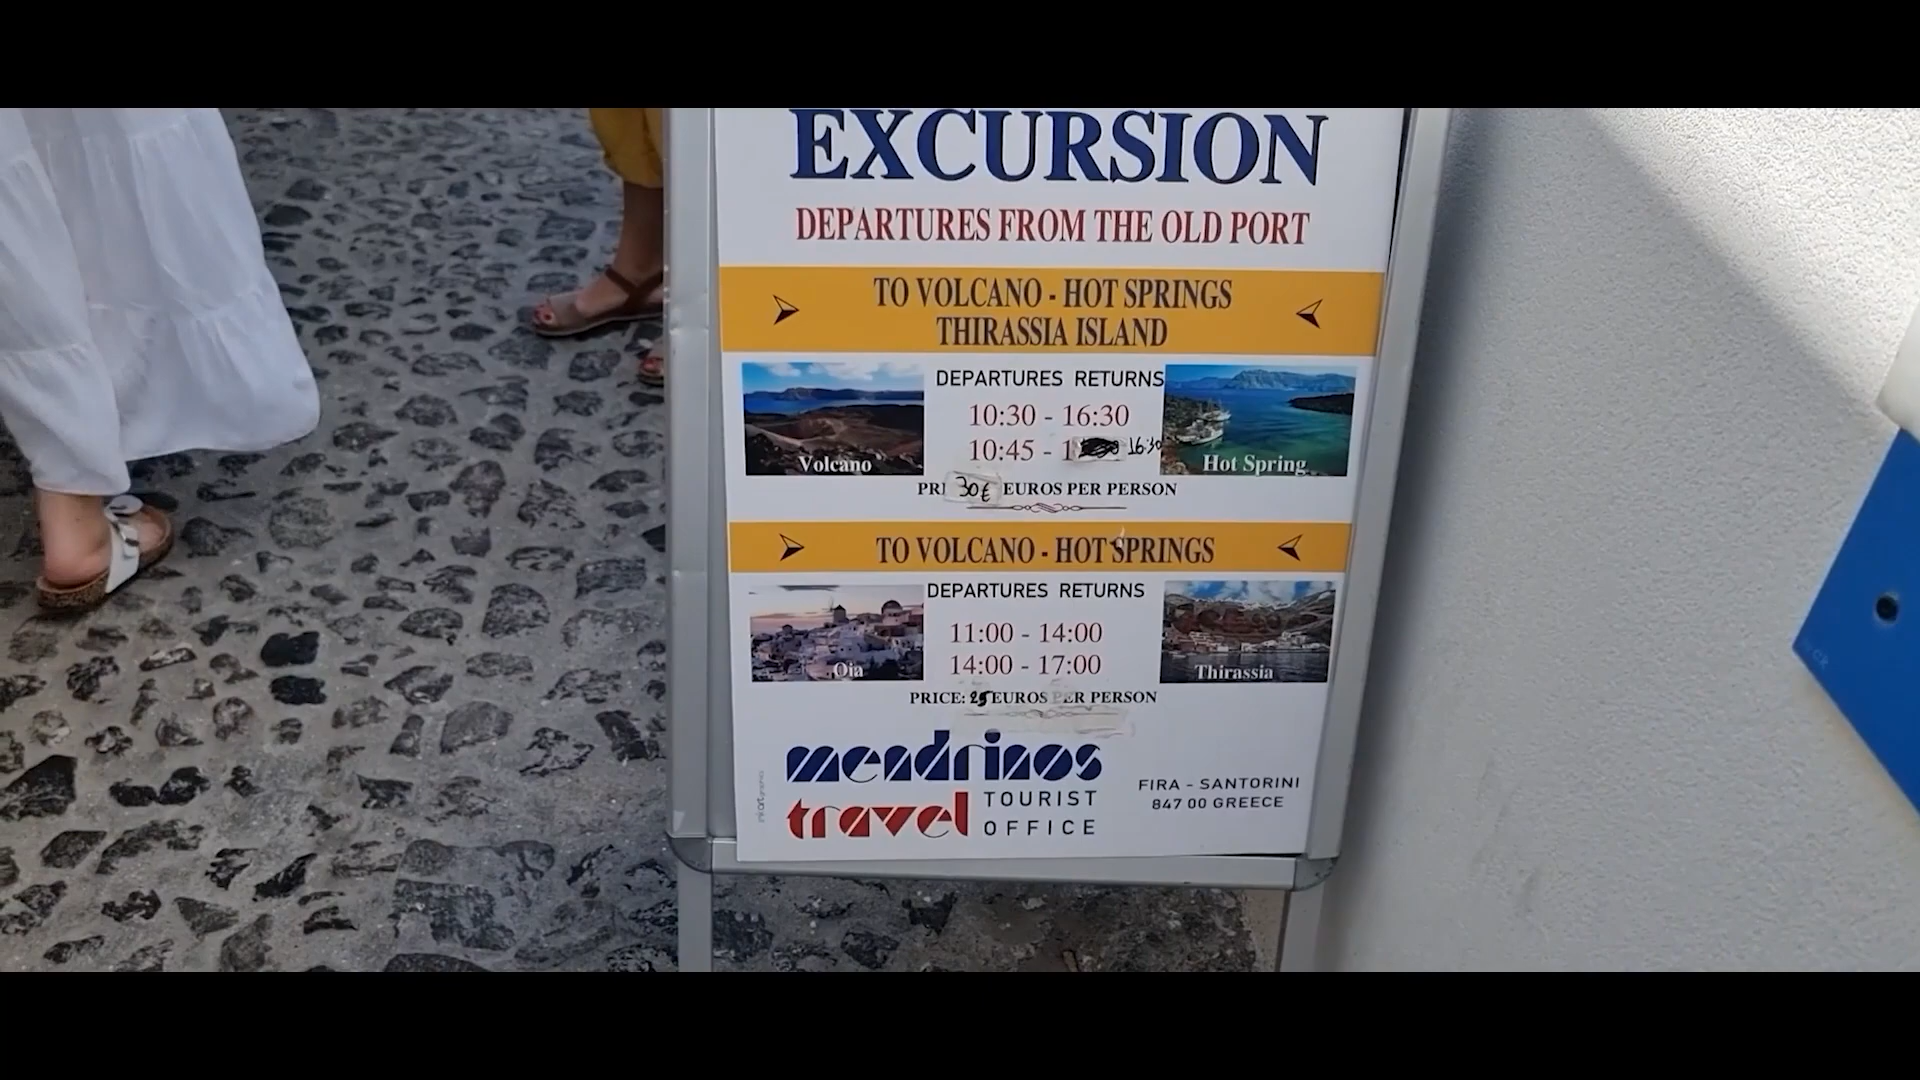 EXCURSION
DEPARTURES FROM THE OLD PORT
TO VOLCANO - HOT SPRINGS
THIRASSIA ISLAND
DEPARTURES RETURNS
10:30 - 16:30
10:45 - 1 16:30
Volcano
Hot Spring
PRI 30€ EUROS PER PERSON
TO VOLCANO - HOT SPRINGS
DEPARTURES RETURNS
11:00 - 14:00
14:00 - 17:00
Oia
Thirassia
PRICE: 25 EUROS PER PERSON
mendrinos
travel
TOURIST
OFFICE
FIRA - SANTORINI
847 00 GREECE